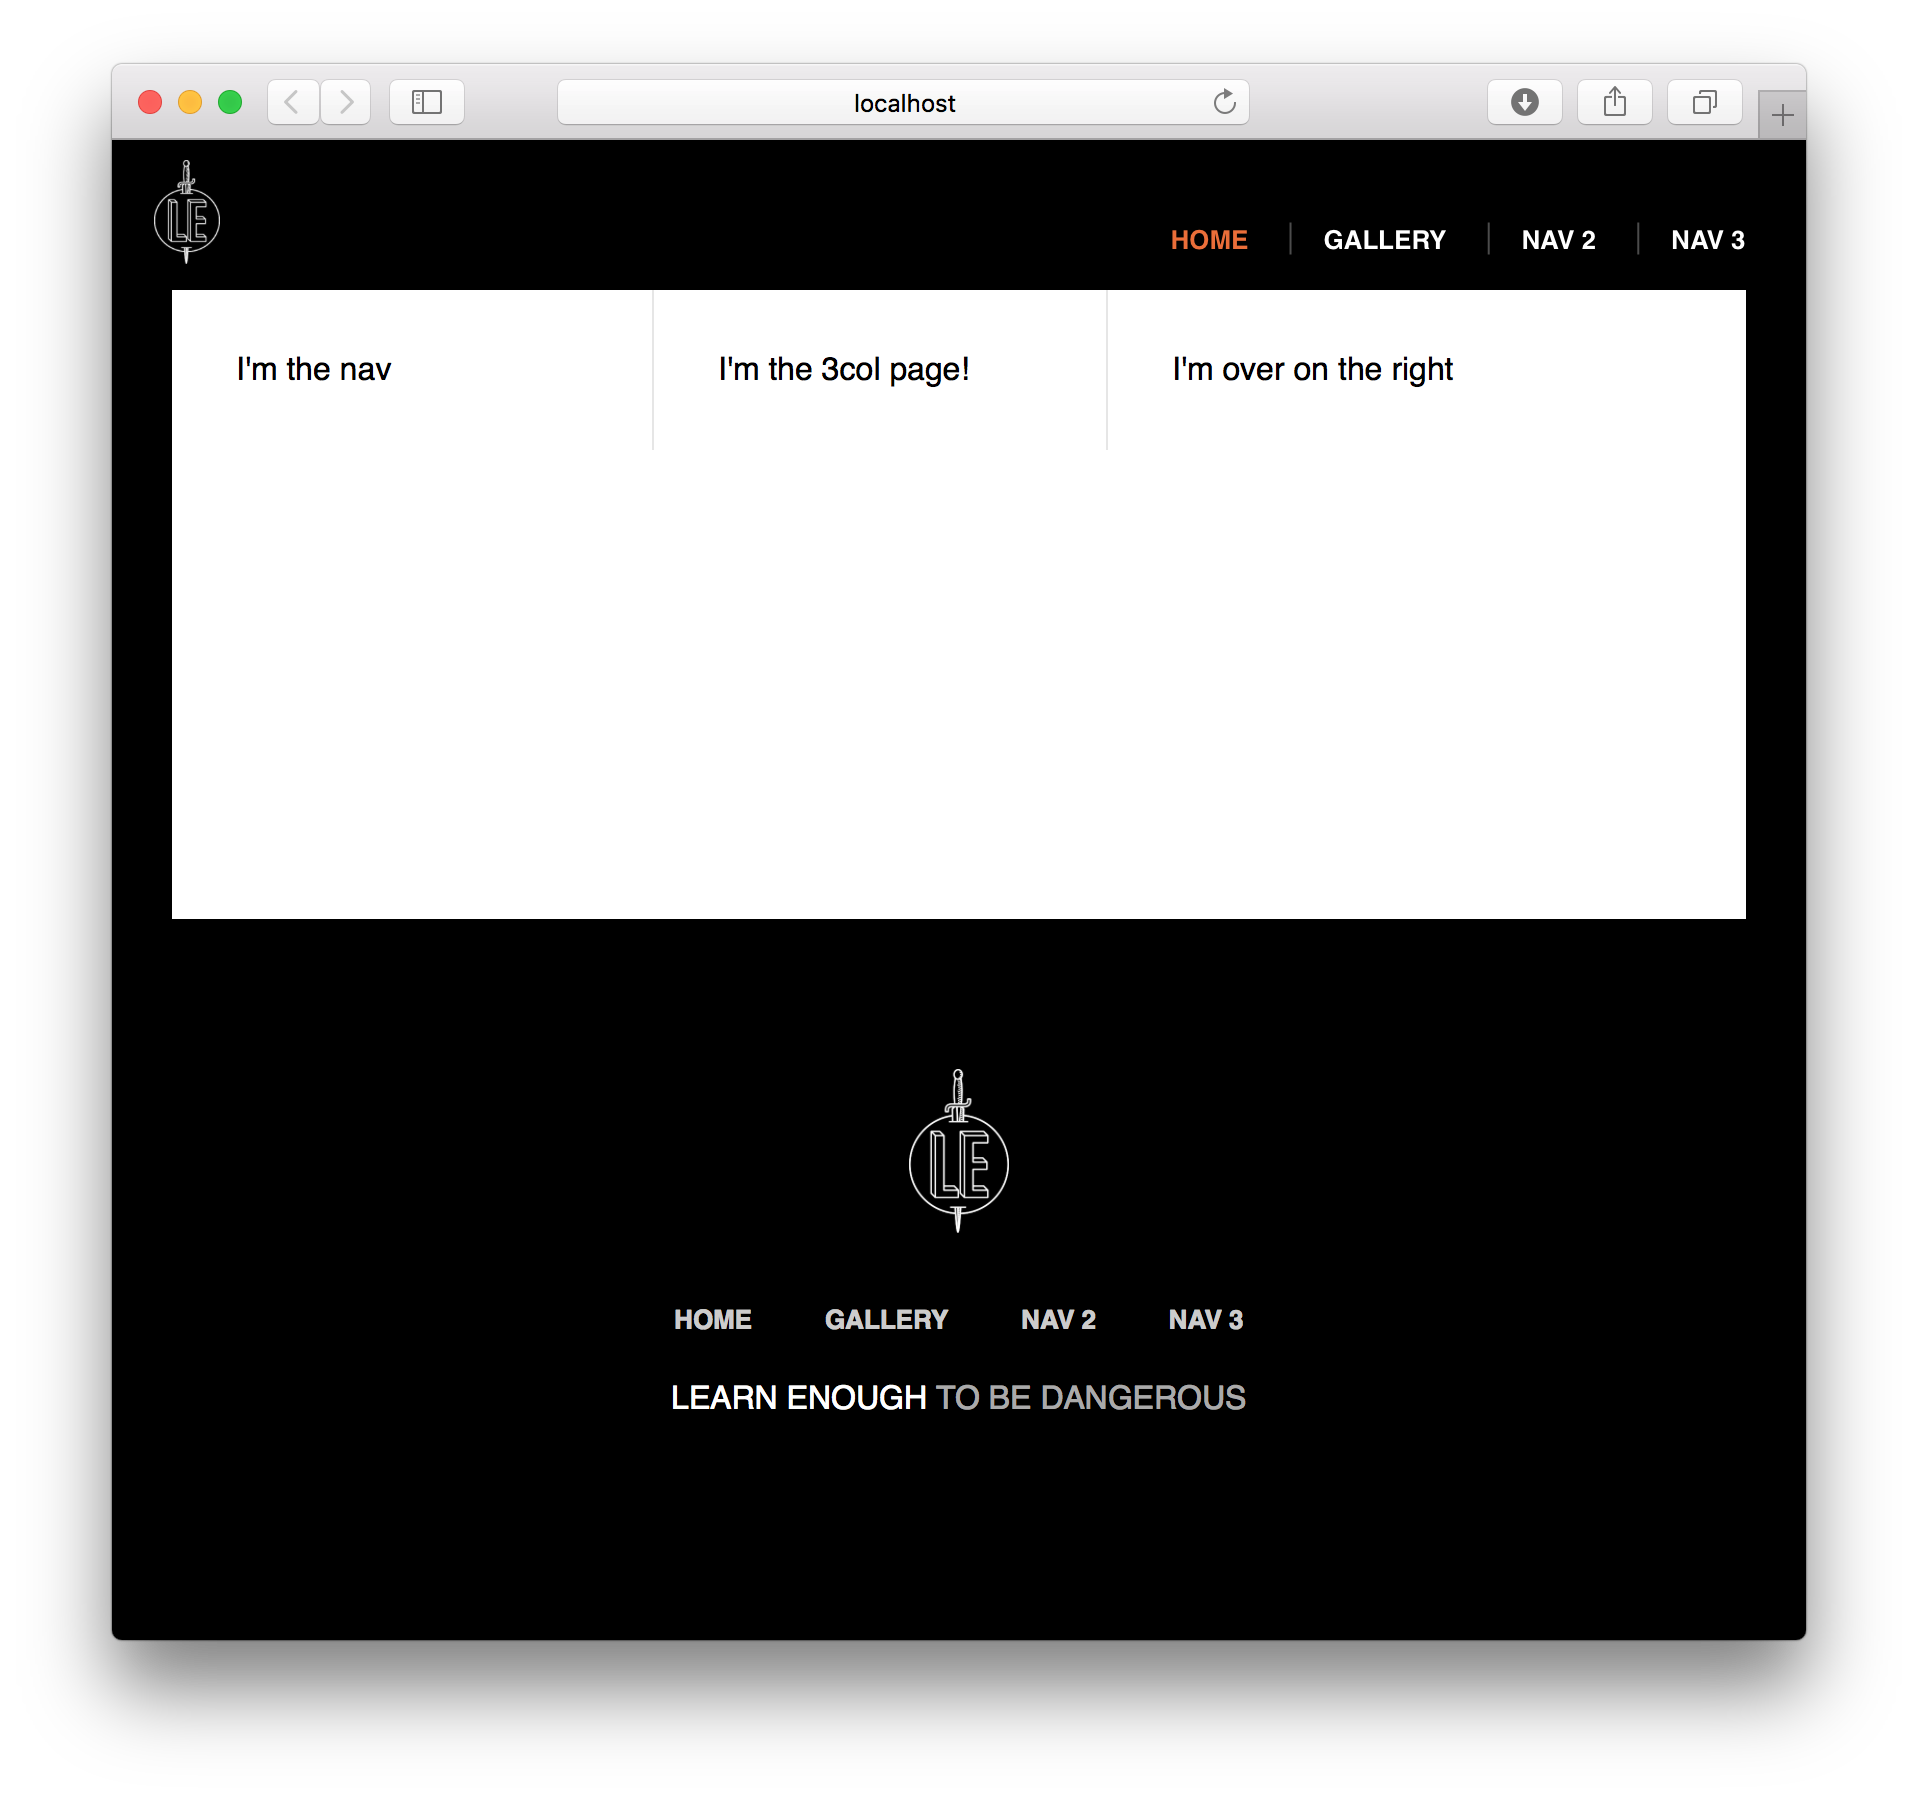 localhost
LE
HOME GALLERY NAV 2 NAV 3
I'm the nav I'm the 3col page! I'm over on the right
LE
HOME GALLERY NAV 2 NAV 3
LEARN ENOUGH TO BE DANGEROUS